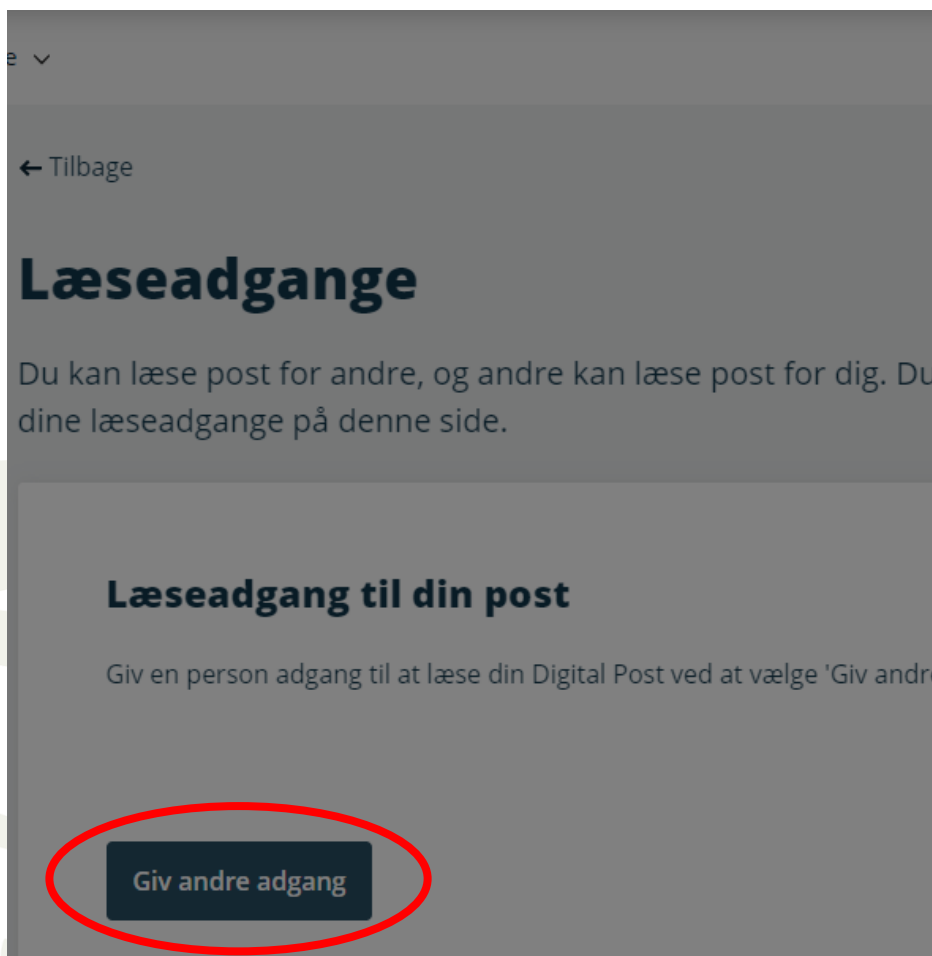 ← Tilbage
Læseadgange
Du kan læse post for andre, og andre kan læse post for dig. Du
dine læseadgange på denne side.
Læseadgang til din post
Giv en person adgang til at læse din Digital Post ved at vælge 'Giv andre
Giv andre adgang